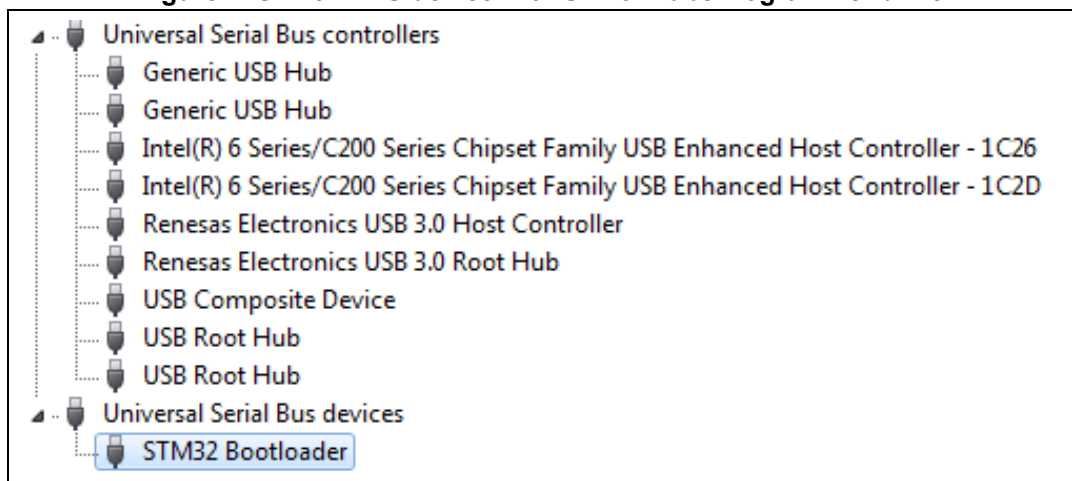 Universal Serial Bus controllers
Generic USB Hub
Generic USB Hub
Intel(R) 6 Series/C200 Series Chipset Family USB Enhanced Host Controller - 1C26
Intel(R) 6 Series/C200 Series Chipset Family USB Enhanced Host Controller - 1C2D
Renesas Electronics USB 3.0 Host Controller
Renesas Electronics USB 3.0 Root Hub
USB Composite Device
USB Root Hub
USB Root Hub
Universal Serial Bus devices
STM32 Bootloader